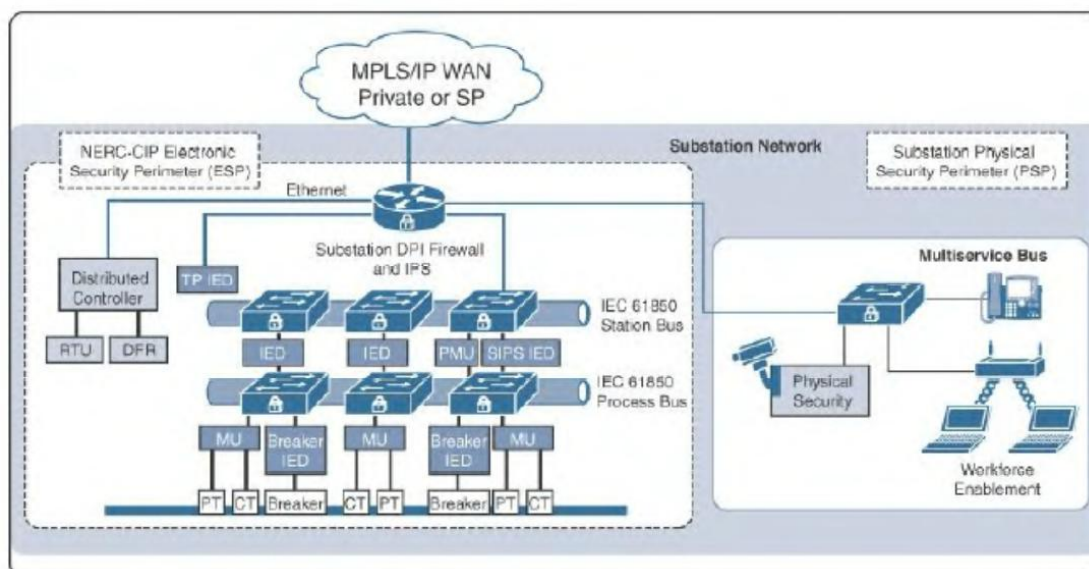 MPLS/IP WAN
Private or SP
NERC-CIP Electronic
Security Perimeter (ESP)
Substation Network
Substation Physical
Security Perimeter (PSP)
Ethernet
Substation DPI Firewall
and IPS
Multiservice Bus
Distributed
Controller
TP IED
IEC 61850
Station Bus
RTU
DFR
IED
IED
PMU
SIPS IED
IEC 61850
Process Bus
Physical
Security
MU
Breaker
IED
MU
Breaker
IED
MU
Workforce
Enablement
PT
CT
Breaker
CT
PT
Breaker
PT
CT